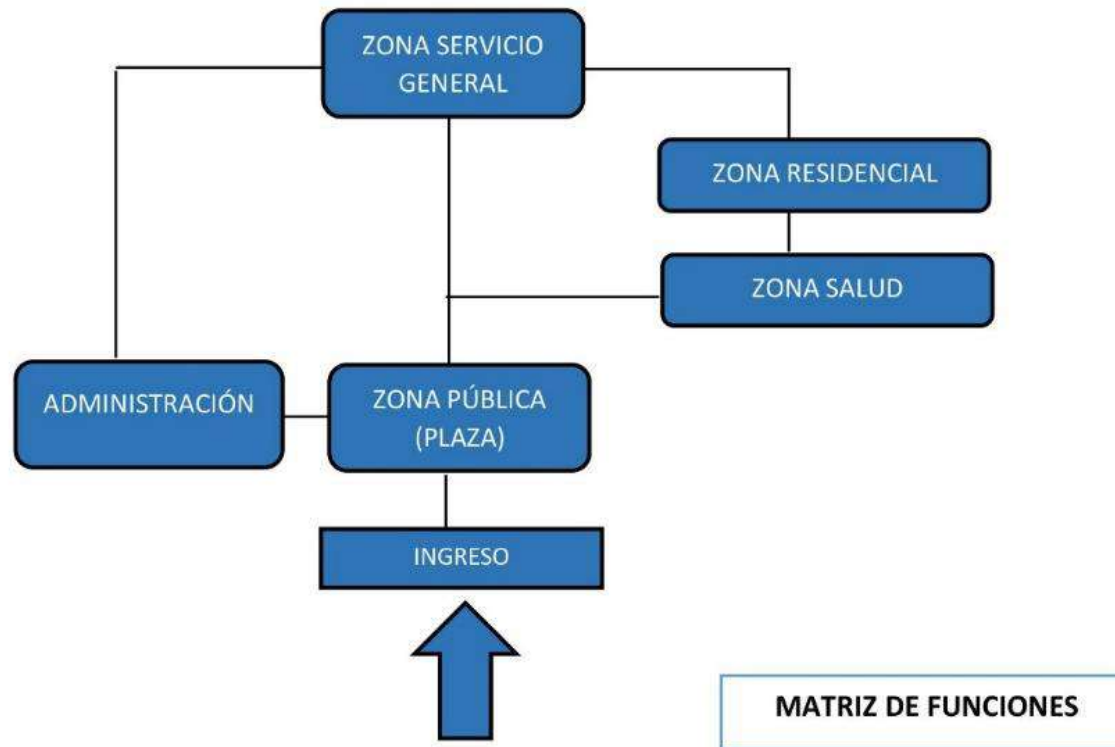 ZONA SERVICIO
GENERAL
ZONA RESIDENCIAL
ZONA SALUD
ADMINISTRACIÓN
ZONA PÚBLICA
(PLAZA)
INGRESO
MATRIZ DE FUNCIONES